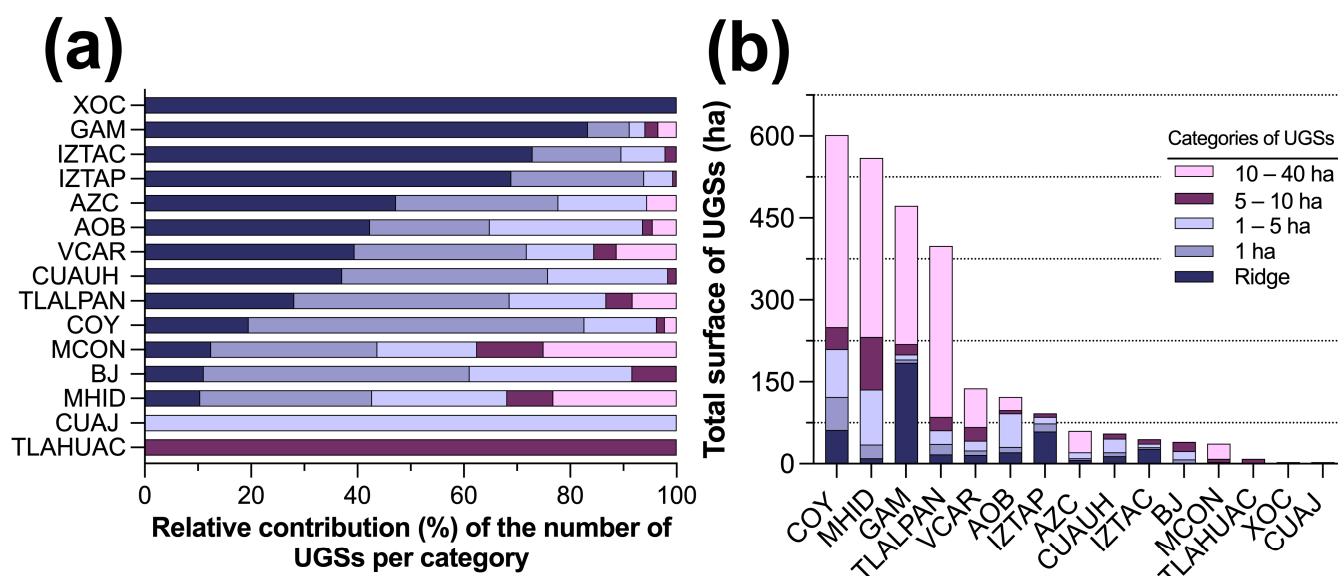 (a)
XOC
GAM
IZTAC
IZTAP
AZC
AOB
VCAR
CUAUH
TLALPAN
COY
MCON
BJ
MHID
CUAJ
TLAHUAC
0 20 40 60 80 100
Relative contribution (%) of the number of
UGSs per category
(b)
Total surface of UGSs (ha)
600
450
300
150
0
Categories of UGSs
10 – 40 ha
5 – 10 ha
1 – 5 ha
1 ha
Ridge
COY
MHID
GAM
TLALPAN
VCAR
AOB
IZTAP
AZC
CUAUH
IZTAC
BJ
MCON
TLAHUAC
XOC
CUAJ